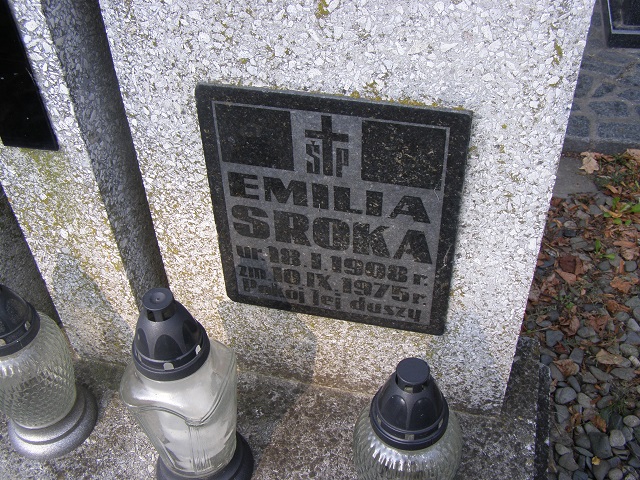 ŚP
EMILIA
SROKA
ur. 18. I. 1908 r.
zm. 10. IX. 1975 r.
Pokój Jej duszy